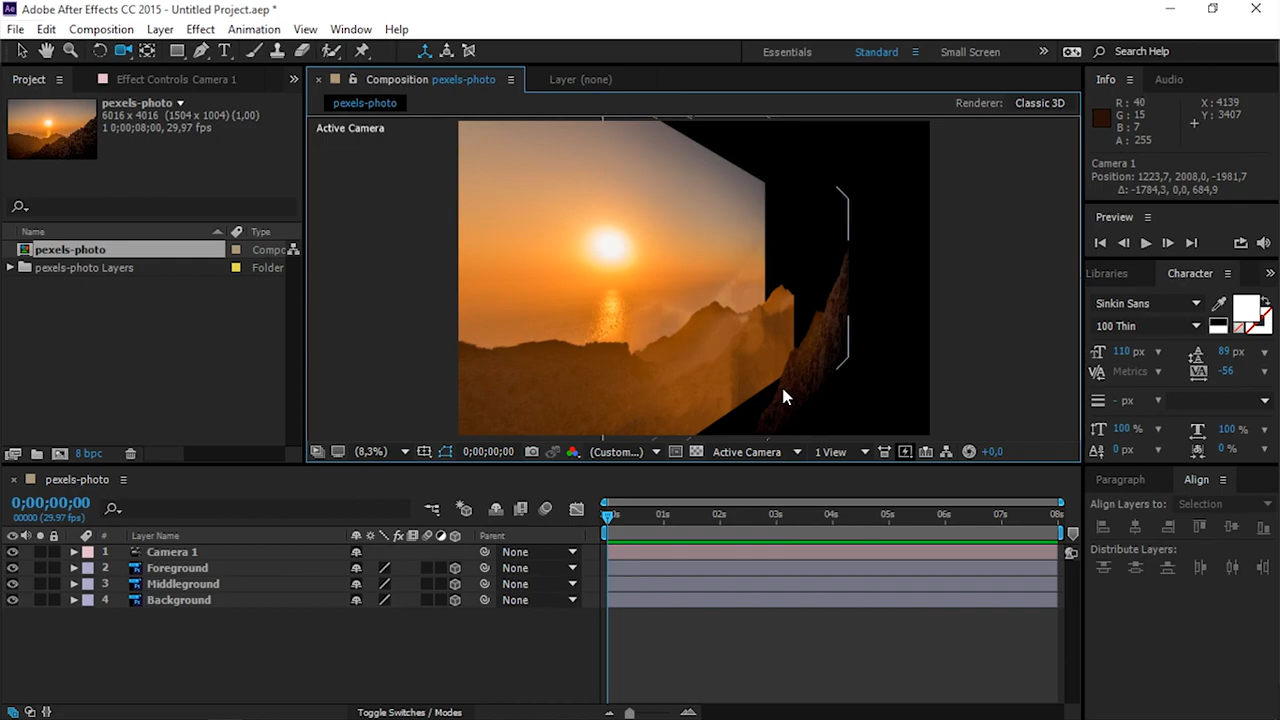 Ae Adobe After Effects CC 2015 - Untitled Project.aep *
File Edit Composition Layer Effect Animation View Window Help
T Essentials Standard Small Screen Search Help
Project Effect Controls Camera 1
Composition pexels-photo Layer (none)
Info Audio
pexels-photo
6016 x 4016 (1504 x 1004) (1,00)
1 0;00;08;00, 29,97 fps
pexels-photo
Renderer: Classic 3D
Active Camera
R : 40
G : 15
B : 7
A : 255
X : 4139
Y : 3407
Camera 1
Position: 1223,7, 2008,0, -1981,7
Δ: -1784,3, 0,0, 684,9
Preview
Name Type
pexels-photo Compo
pexels-photo Layers Folder
Libraries Character
Sinkin Sans
100 Thin
110 px 89 px
Metrics -56
- px
100 % 100 %
0 px 0 %
8 bpc
(8,3%) 0;00;00;00 (Custom... Active Camera 1 View +0,0
pexels-photo
0;00;00;00
00000 (29.97 fps)
0s 01s 02s 03s 04s 05s 06s 07s 08s
# Layer Name fx Parent
1 Camera 1 None
2 Foreground None
3 Middleground None
4 Background None
Toggle Switches / Modes
Paragraph Align
Align Layers to: Selection
Distribute Layers: